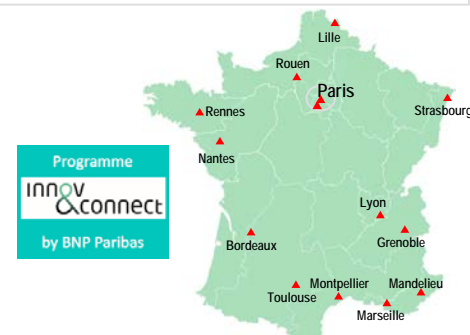 Lille
Rouen
Paris
Strasbourg
Rennes
Nantes
Programme
innov
&connect
by BNP Paribas
Lyon
Grenoble
Bordeaux
Montpellier
Mandelieu
Toulouse
Marseille